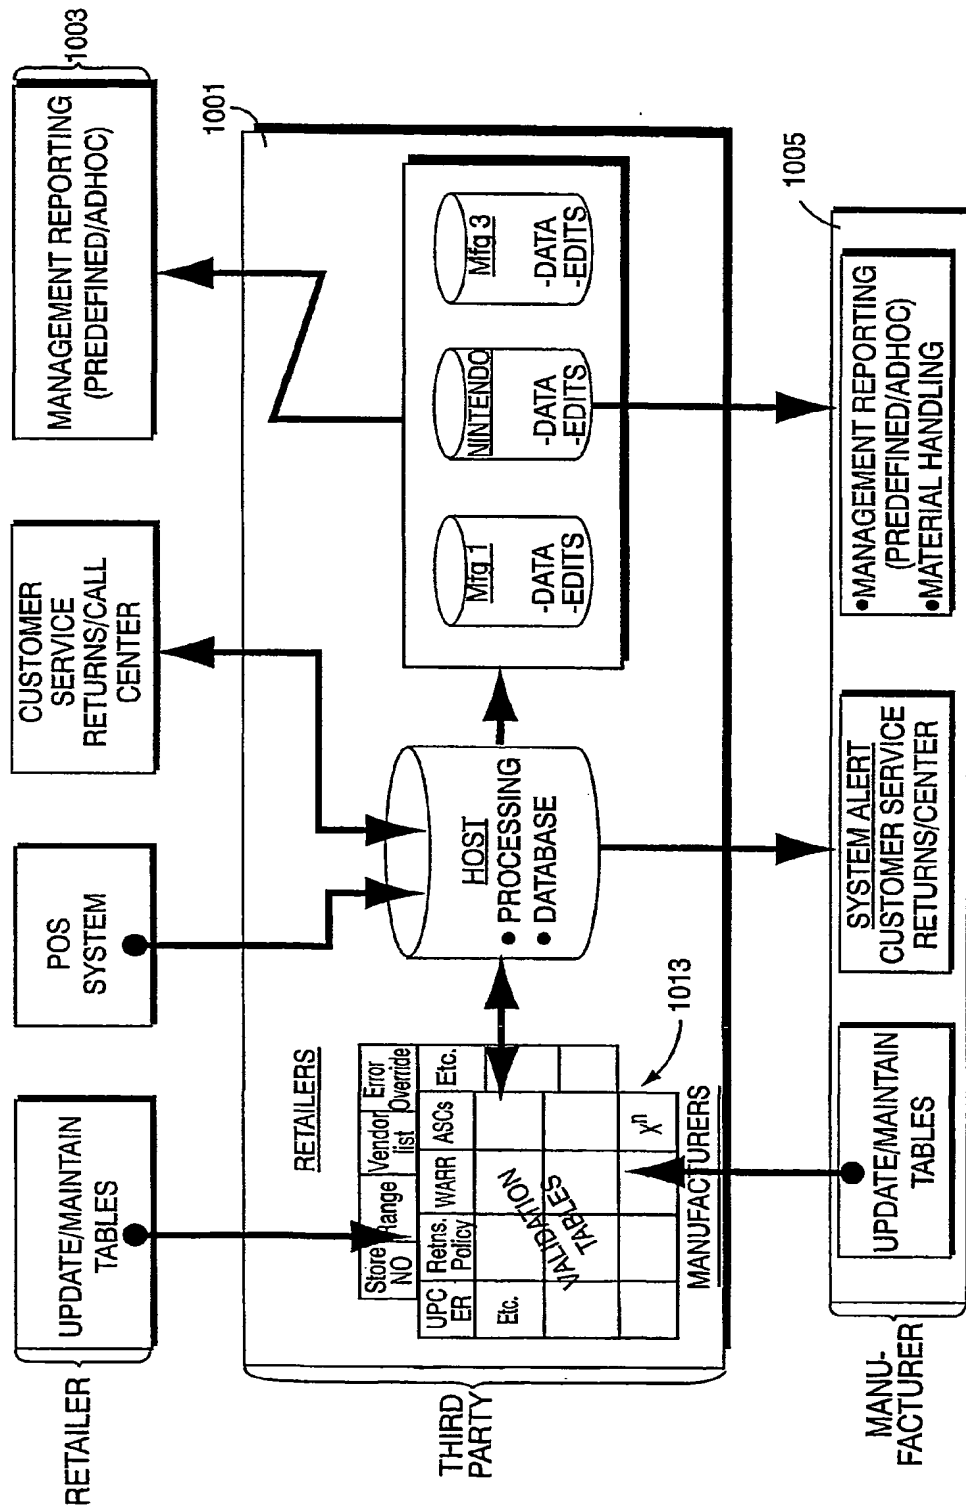 RETAILER
UPDATE/MAINTAIN
TABLES
POS
SYSTEM
CUSTOMER
SERVICE
RETURNS/CALL
CENTER
MANAGEMENT REPORTING
(PREDEFINED/ADHOC)
1003
THIRD
PARTY
1001
RETAILERS
Store
NO
Range
Vendor
list
Error
Override
UPC
ER
Retns.
Policy
WARR
ASCs
Etc.
Etc.
VALIDATION
TABLES
Xⁿ
MANUFACTURERS
1013
HOST
• PROCESSING
• DATABASE
Mfg 1
-DATA
-EDITS
NINTENDO
-DATA
-EDITS
Mfg 3
-DATA
-EDITS
MANU-
FACTURER
UPDATE/MAINTAIN
TABLES
SYSTEM ALERT
CUSTOMER SERVICE
RETURNS/CENTER
•MANAGEMENT REPORTING
(PREDEFINED/ADHOC)
•MATERIAL HANDLING
1005